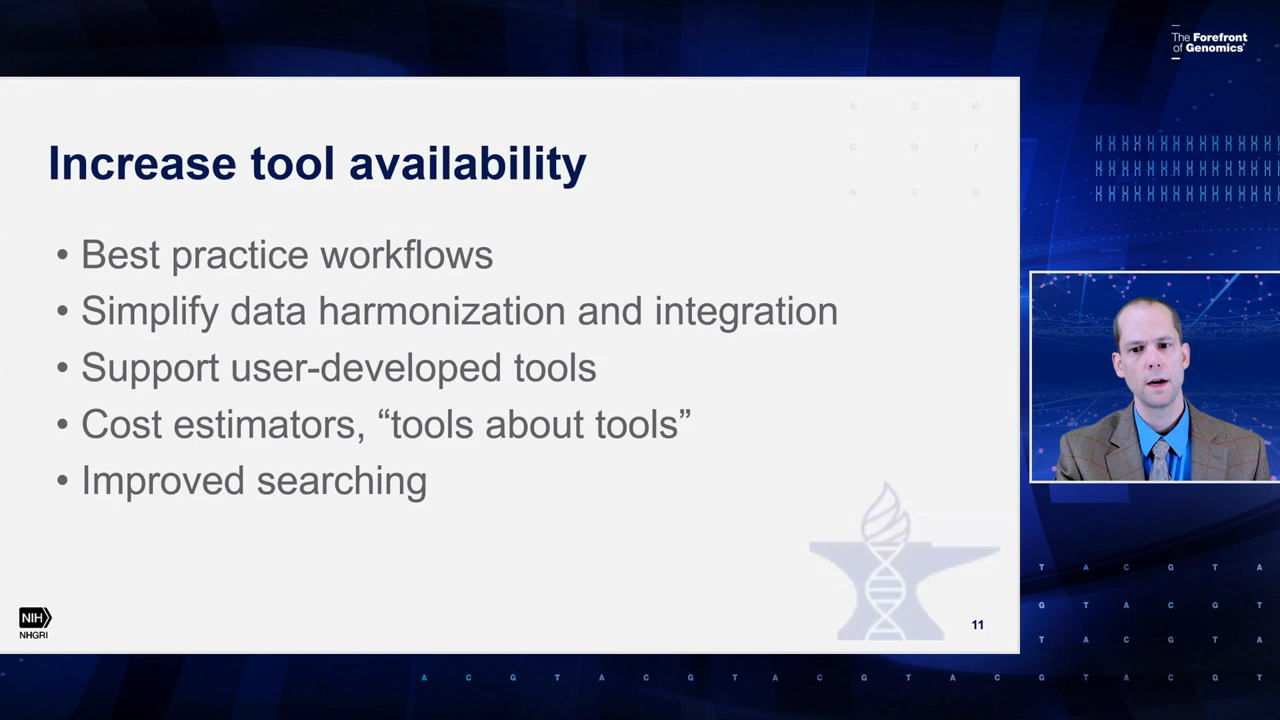 The Forefront
of Genomics®
A C G
C G T
A C G
Increase tool availability
• Best practice workflows
• Simplify data harmonization and integration
• Support user-developed tools
• Cost estimators, “tools about tools”
• Improved searching
NIH
NHGRI
11
T A C G T A
G T A C G T
T A C G T A
A C G T A C G T A C G T A C G T A C G T